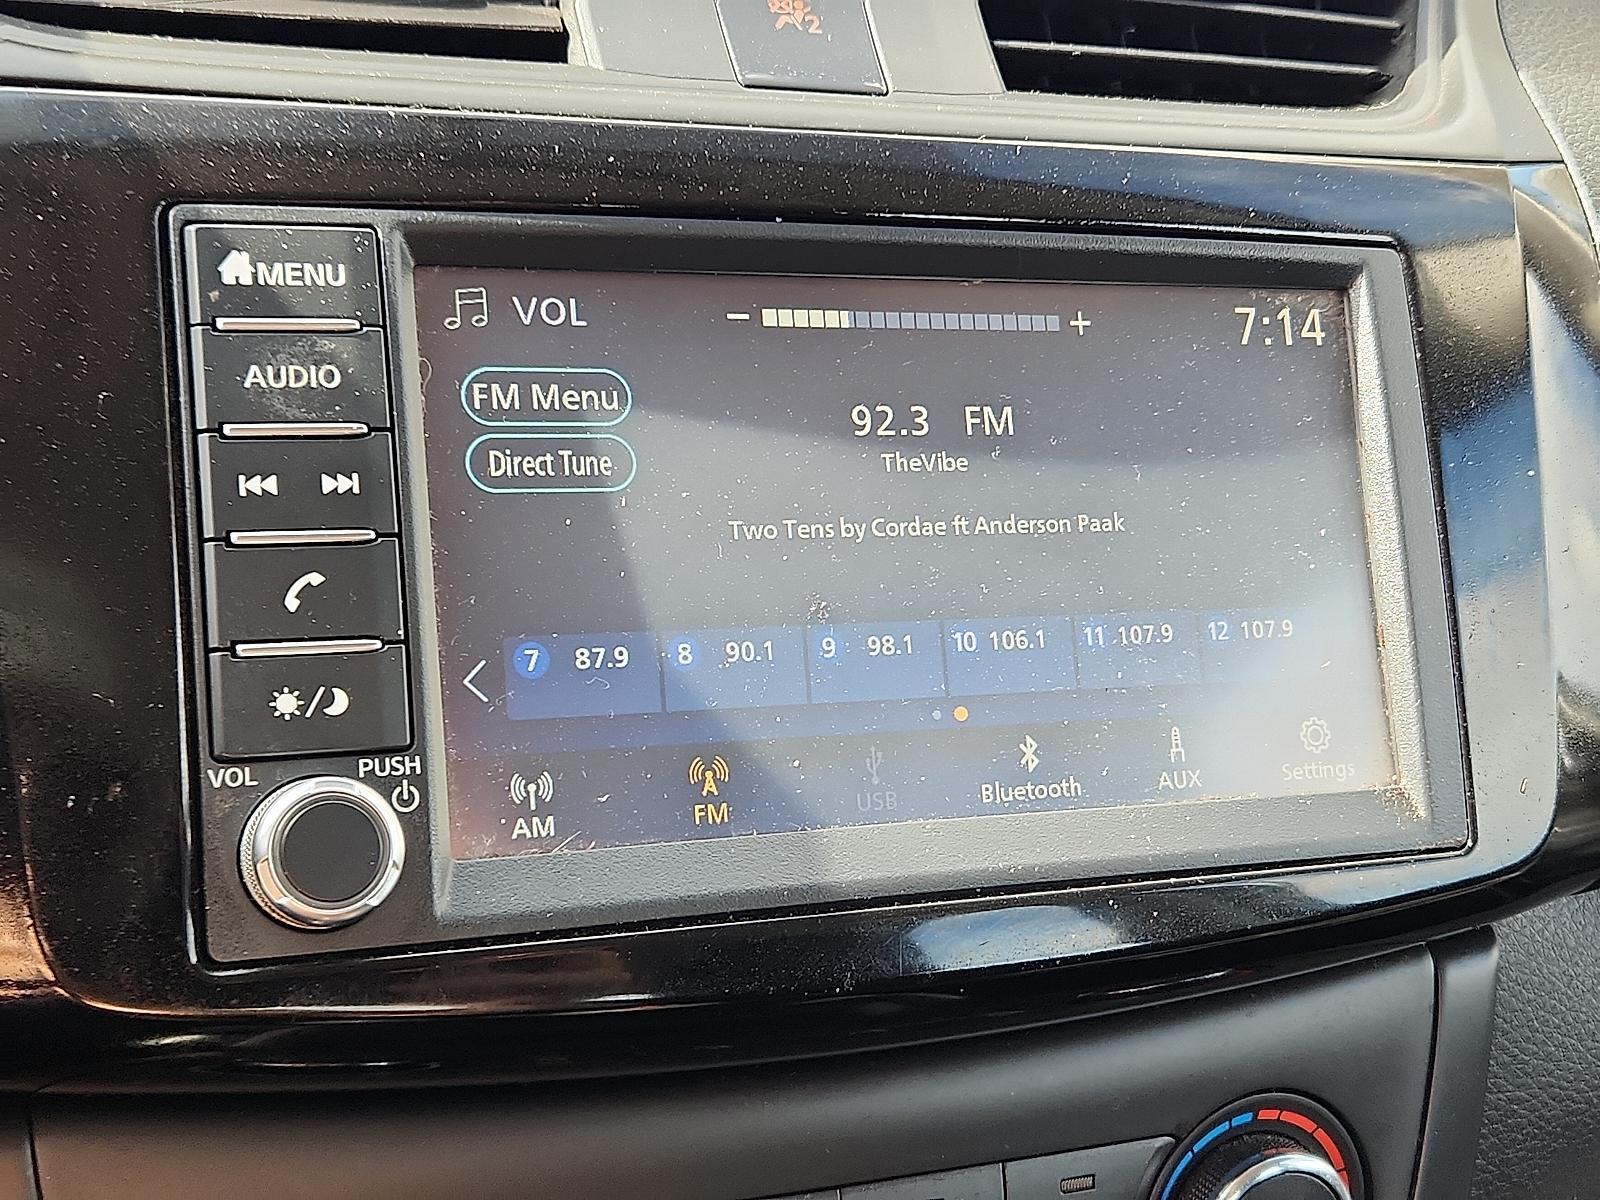 2
MENU
AUDIO
VOL
PUSH
VOL
- +
7:14
FM Menu
Direct Tune
92.3 FM
TheVibe
Two Tens by Cordae ft Anderson Paak
7 87.9 8 90.1 9 98.1 10 106.1 11 107.9 12 107.9
AM FM USB Bluetooth AUX Settings